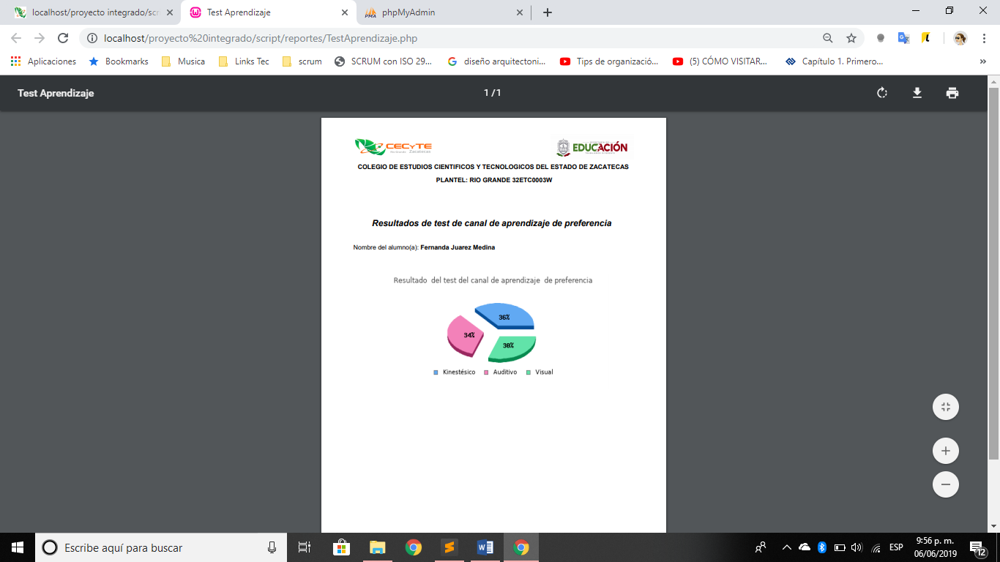 localhost/proyecto integrado/scr
Test Aprendizaje
phpMyAdmin
localhost/proyecto%20integrado/script/reportes/TestAprendizaje.php
Aplicaciones
Bookmarks
Musica
Links Tec
scrum
SCRUM con ISO 29...
diseño arquitectoni...
Tips de organizació...
(5) CÓMO VISITAR...
Capítulo 1. Primero...
»
Test Aprendizaje
1 / 1
CECyTE
Zacatecas
EDUCACIÓN
COLEGIO DE ESTUDIOS CIENTIFICOS Y TECNOLOGICOS DEL ESTADO DE ZACATECAS
PLANTEL: RIO GRANDE 32ETC0003W
Resultados de test de canal de aprendizaje de preferencia
Nombre del alumno(a): Fernanda Juarez Medina
Resultado  del test del canal de aprendizaje  de preferencia
36%
34%
30%
Kinestésico
Auditivo
Visual
Escribe aquí para buscar
ESP
9:56 p. m.
06/06/2019
12